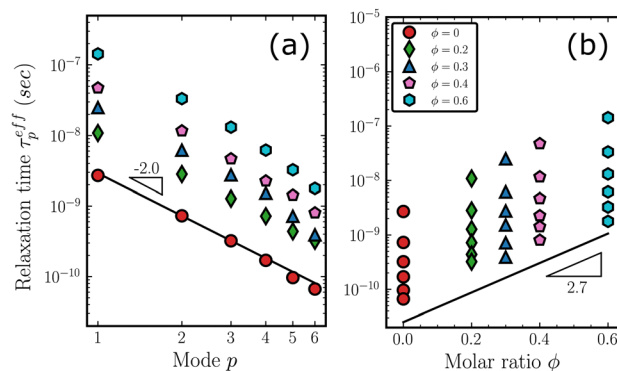 (a)
Relaxation time τ_p^{eff} (sec)
10^{-7}
10^{-8}
10^{-9}
10^{-10}
-2.0
1 2 3 4 5 6
Mode p
(b)
ϕ = 0
ϕ = 0.2
ϕ = 0.3
ϕ = 0.4
ϕ = 0.6
10^{-5}
10^{-6}
10^{-7}
10^{-8}
10^{-9}
10^{-10}
2.7
0.0 0.2 0.4 0.6
Molar ratio ϕ